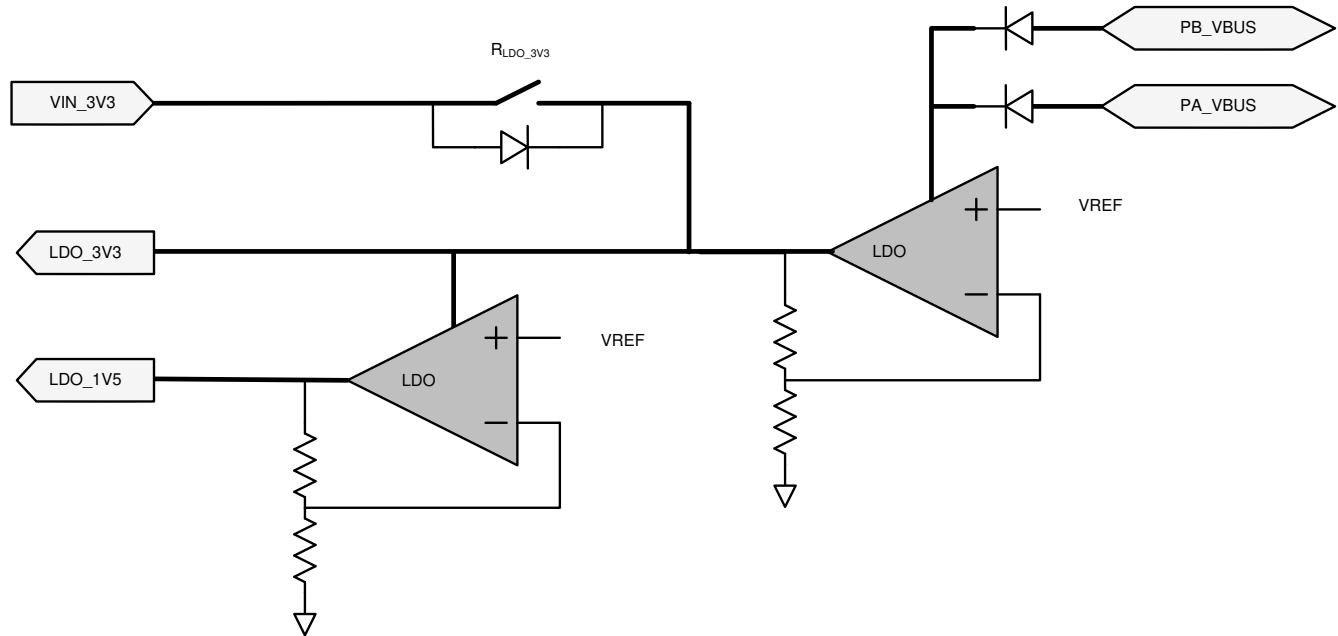 PB_VBUS
RLDO_3V3
VIN_3V3
PA_VBUS
+
VREF
LDO_3V3
LDO
−
+
VREF
LDO_1V5
LDO
−